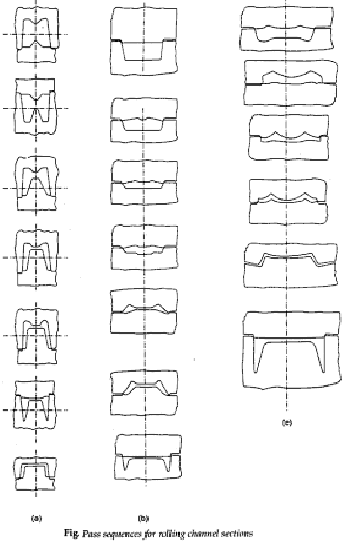 (e)
(a)
(b)
Fig. Pass sequences for rolling channel sections